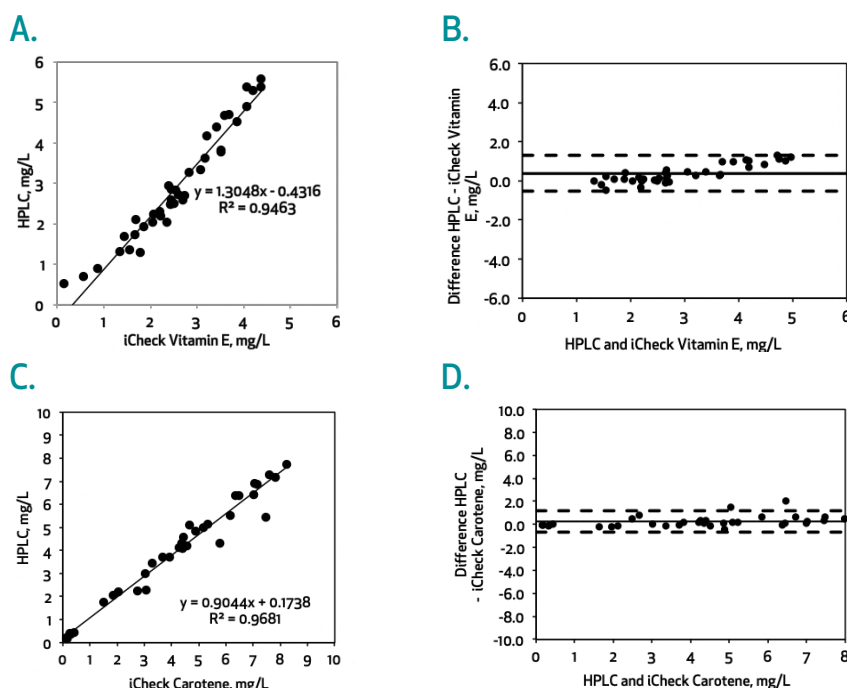 A.
HPLC, mg/L
6
5
4
3
2
1
0
y = 1.3048x - 0.4316
R² = 0.9463
0 1 2 3 4 5 6
iCheck Vitamin E, mg/L
B.
Difference HPLC - iCheck Vitamin
E, mg/L
6.0
4.0
2.0
0.0
-2.0
-4.0
-6.0
0 1 2 3 4 5 6
HPLC and iCheck Vitamin E, mg/L
C.
HPLC, mg/L
10
9
8
7
6
5
4
3
2
1
0
y = 0.9044x + 0.1738
R² = 0.9681
0 1 2 3 4 5 6 7 8 9 10
iCheck Carotene, mg/L
D.
Difference HPLC
- iCheck Carotene, mg/L
10.0
8.0
6.0
4.0
2.0
0.0
-2.0
-4.0
-6.0
-8.0
-10.0
0 1 2 3 4 5 6 7 8
HPLC and iCheck Carotene, mg/L